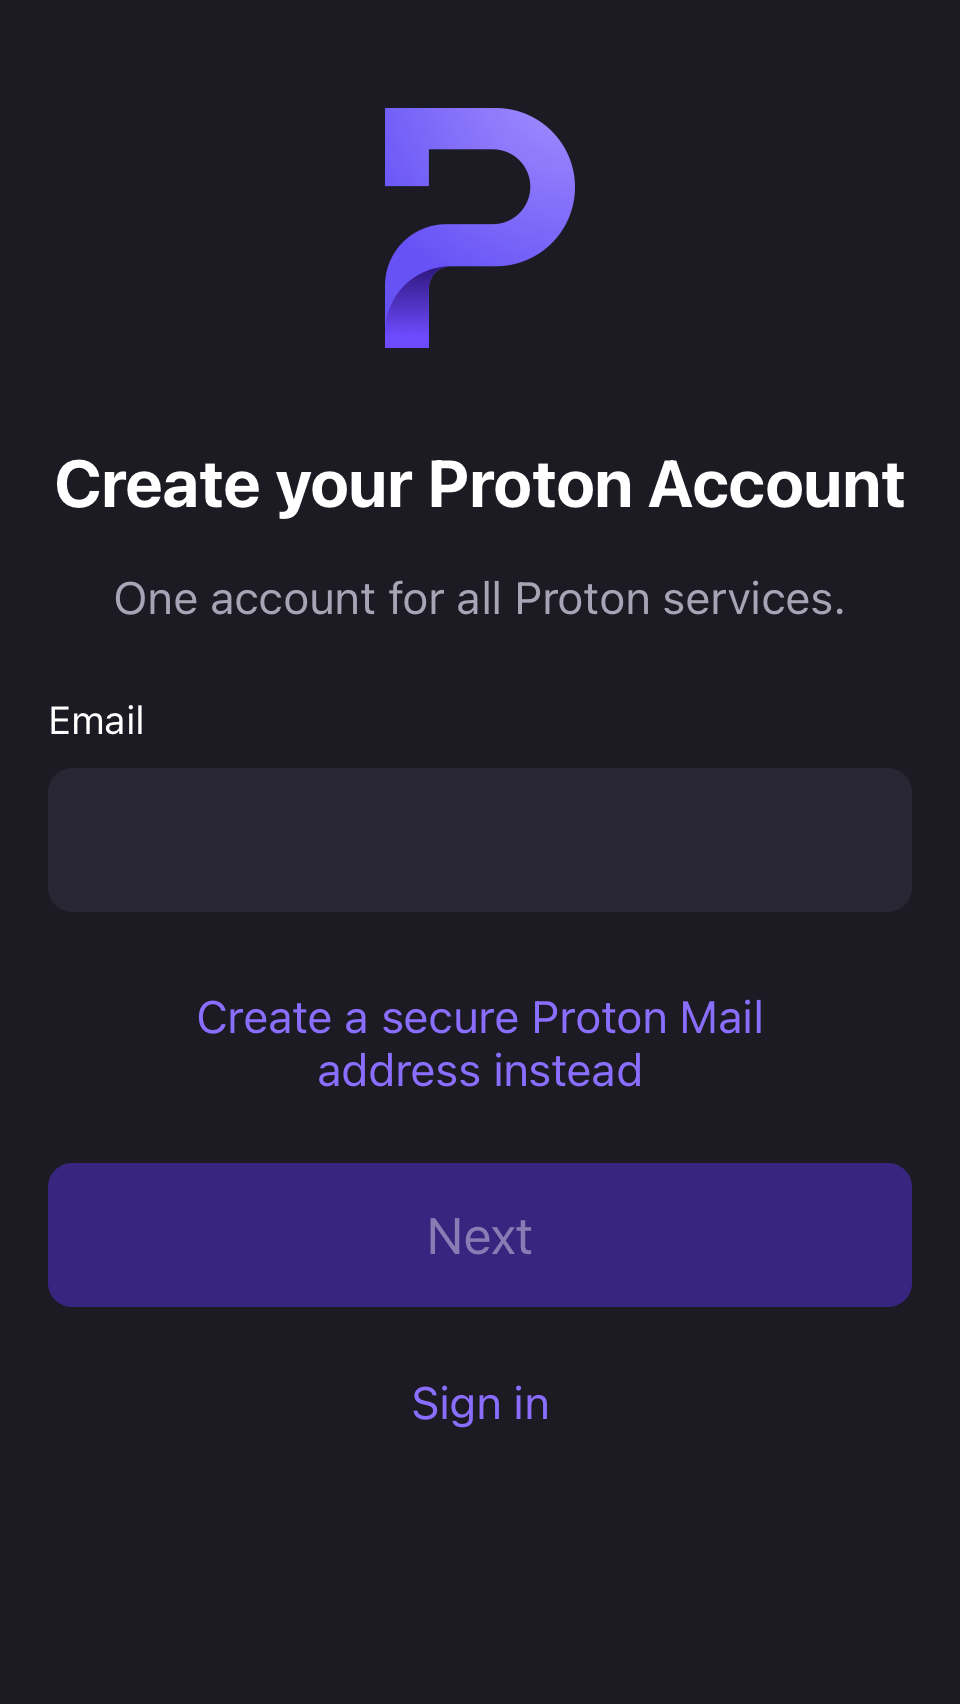 Create your Proton Account
One account for all Proton services.
Email
Create a secure Proton Mail
address instead
Next
Sign in